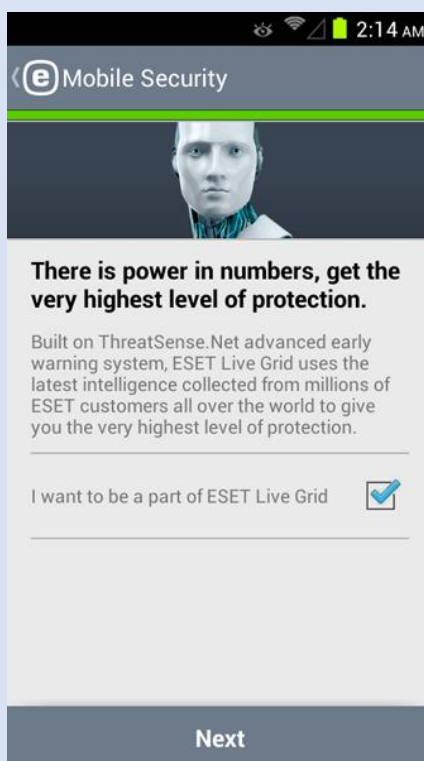 2:14 AM
e Mobile Security
There is power in numbers, get the
very highest level of protection.
Built on ThreatSense.Net advanced early
warning system, ESET Live Grid uses the
latest intelligence collected from millions of
ESET customers all over the world to give
you the very highest level of protection.
I want to be a part of ESET Live Grid
Next